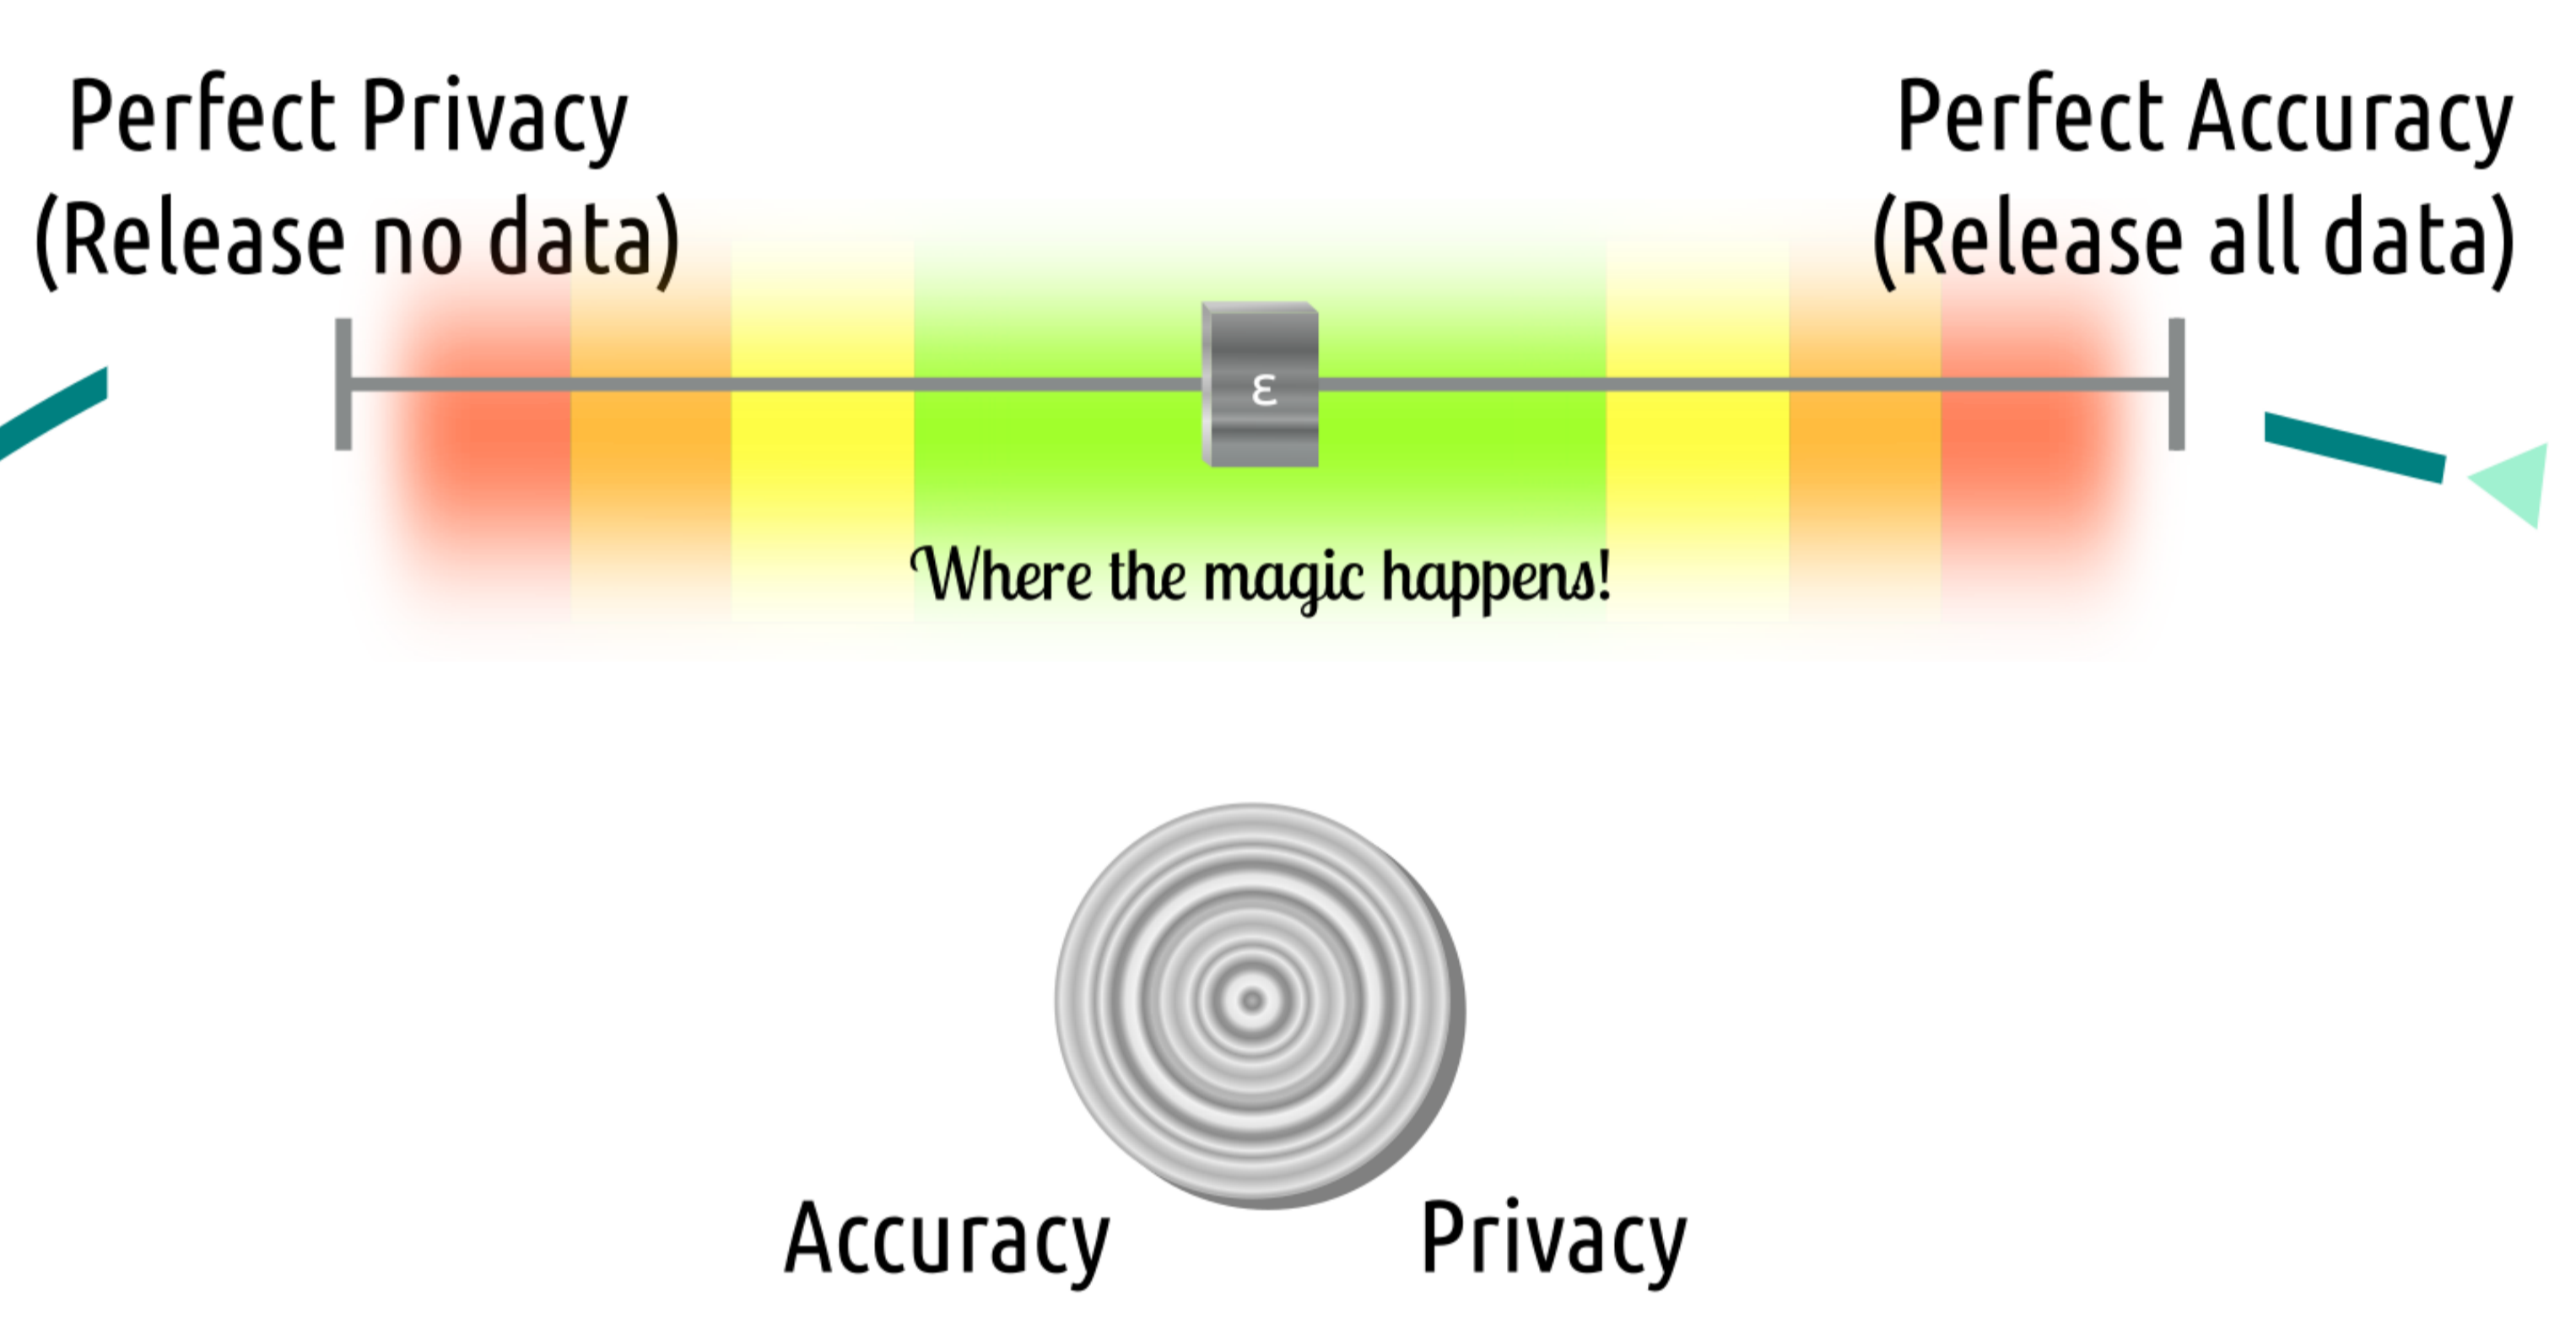 Perfect Privacy
(Release no data)
Perfect Accuracy
(Release all data)
ε
Where the magic happens!
Accuracy
Privacy